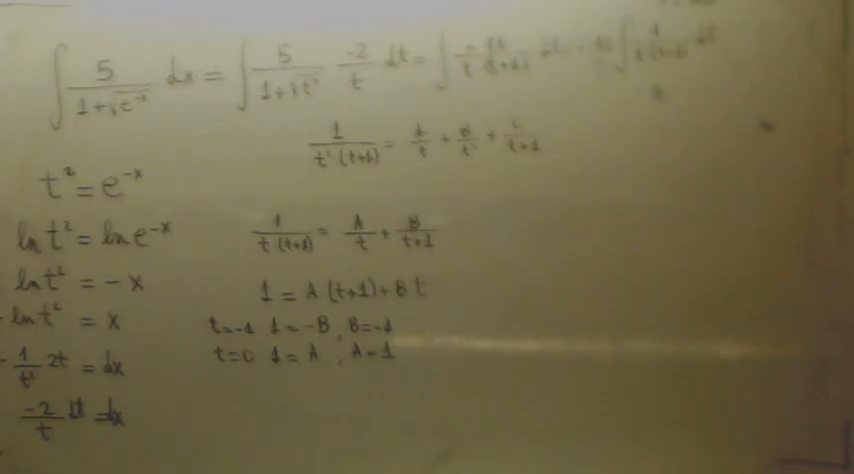 ∫ 5/(1+√e^-x) dx = ∫ 5/(1+√t²) -2/t dt = ∫
1/(t²(t+1)) = A/t + B/t² + C/(t+1)
t² = e^-x
ln t² = ln e^-x
1/(t(t+1)) = A/t + B/(t+1)
ln t² = -x
1 = A (t+1) + B t
-ln t² = x
t=-1 1 = -B , B=-1
t=0 1 = A , A=1
-1/t² 2t = dx
-2/t dt = dx